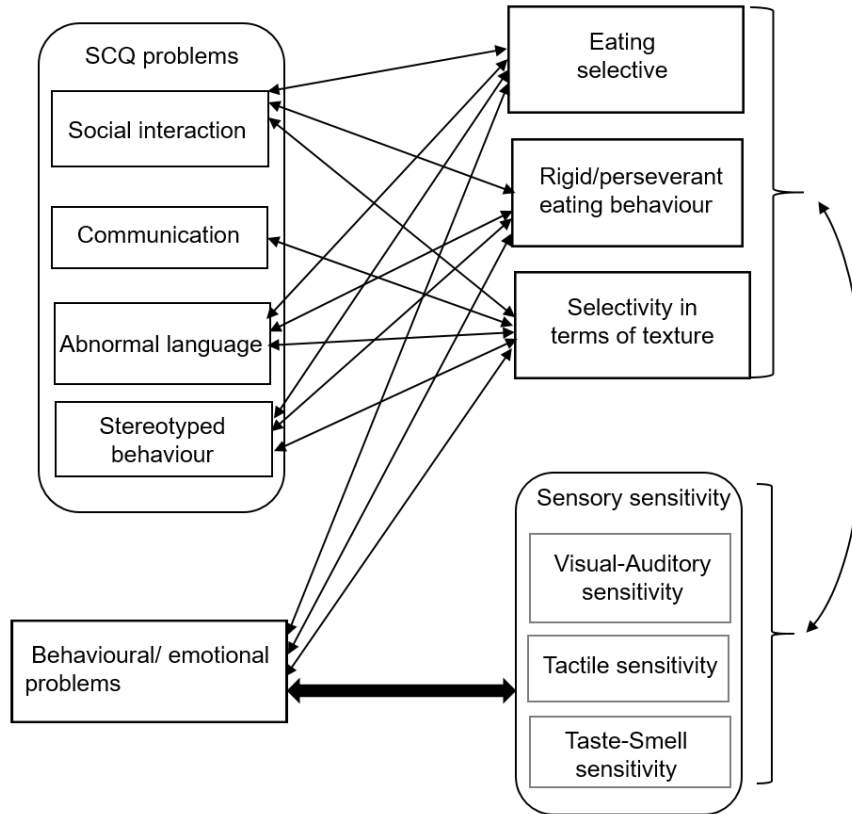 SCQ problems
Social interaction
Communication
Abnormal language
Stereotyped
behaviour
Behavioural/ emotional
problems
Eating
selective
Rigid/perseverant
eating behaviour
Selectivity in
terms of texture
Sensory sensitivity
Visual-Auditory
sensitivity
Tactile sensitivity
Taste-Smell
sensitivity